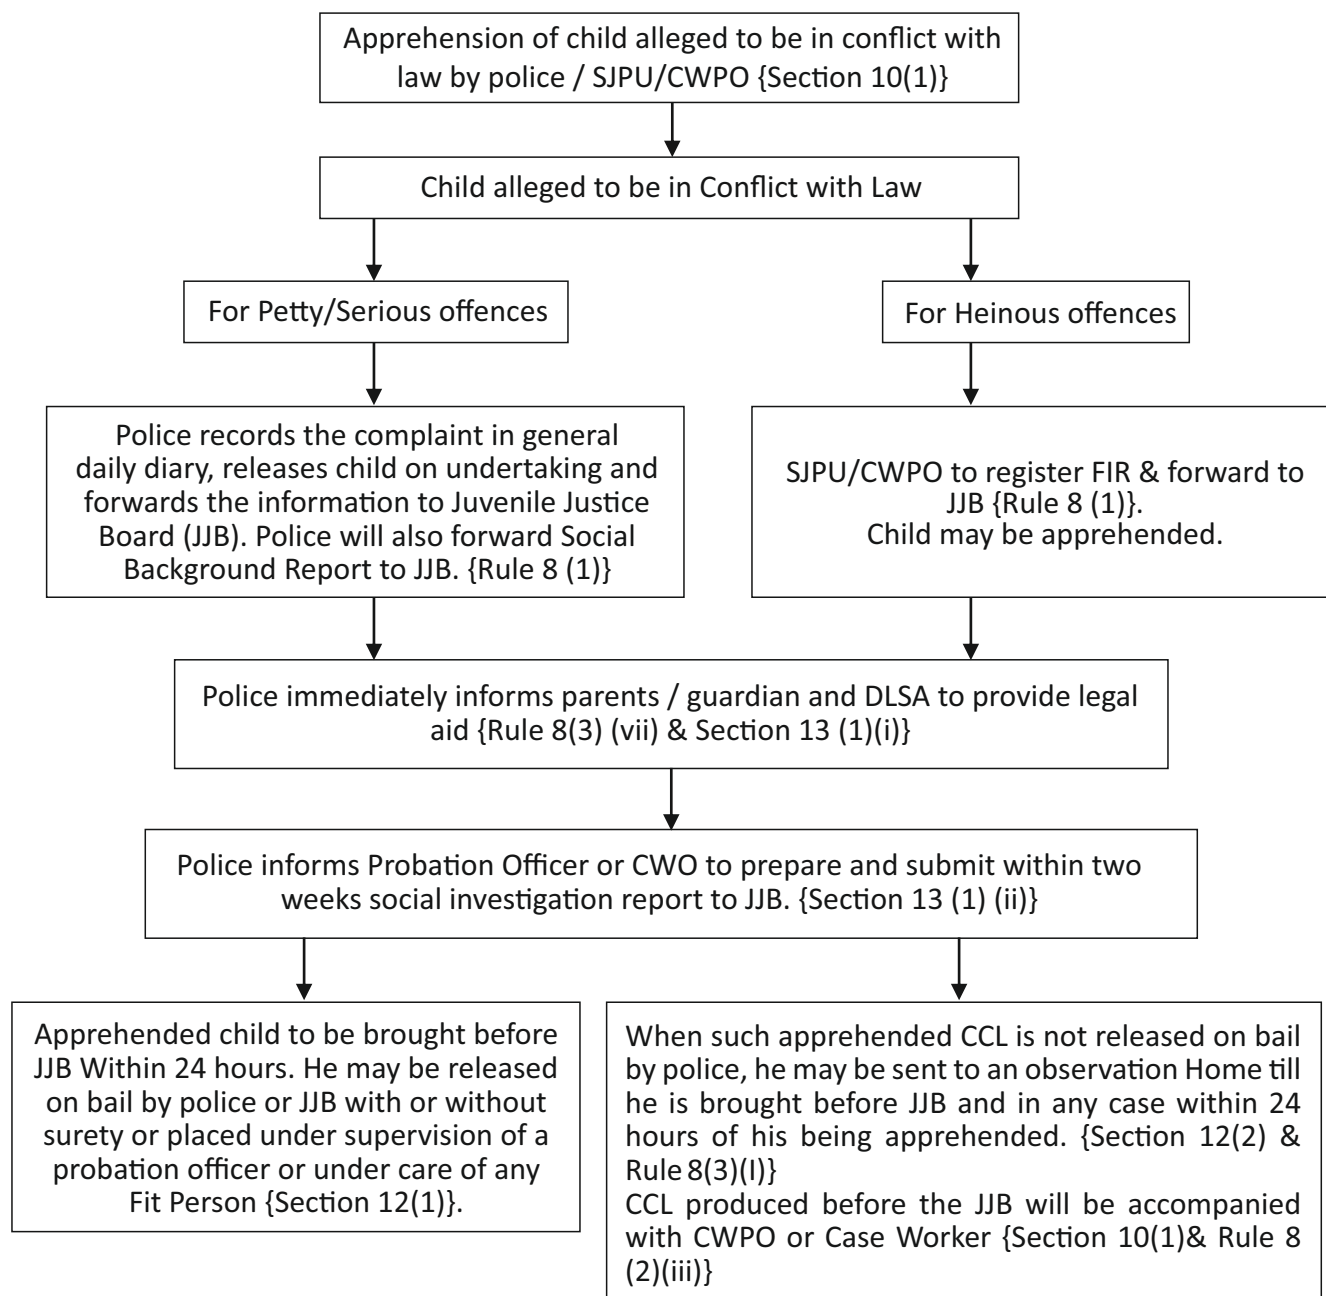 Apprehension of child alleged to be in conflict with
law by police / SJPU/CWPO {Section 10(1)}
Child alleged to be in Conflict with Law
For Petty/Serious offences
For Heinous offences
Police records the complaint in general
daily diary, releases child on undertaking and
forwards the information to Juvenile Justice
Board (JJB). Police will also forward Social
Background Report to JJB. {Rule 8 (1)}
SJPU/CWPO to register FIR & forward to
JJB {Rule 8 (1)}.
Child may be apprehended.
Police immediately informs parents / guardian and DLSA to provide legal
aid {Rule 8(3) (vii) & Section 13 (1)(i)}
Police informs Probation Officer or CWO to prepare and submit within two
weeks social investigation report to JJB. {Section 13 (1) (ii)}
Apprehended child to be brought before
JJB Within 24 hours. He may be released
on bail by police or JJB with or without
surety or placed under supervision of a
probation officer or under care of any
Fit Person {Section 12(1)}.
When such apprehended CCL is not released on bail
by police, he may be sent to an observation Home till
he is brought before JJB and in any case within 24
hours of his being apprehended. {Section 12(2) &
Rule 8(3)(I)}
CCL produced before the JJB will be accompanied
with CWPO or Case Worker {Section 10(1)& Rule 8
(2)(iii)}